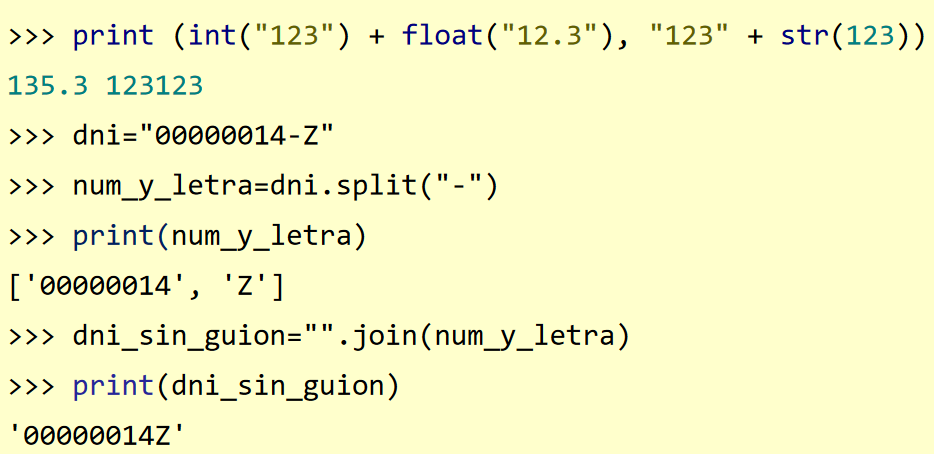 >>> print (int("123") + float("12.3"), "123" + str(123))
135.3 123123
>>> dni="00000014-Z"
>>> num_y_letra=dni.split("-")
>>> print(num_y_letra)
['00000014', 'Z']
>>> dni_sin_guion="".join(num_y_letra)
>>> print(dni_sin_guion)
'00000014Z'